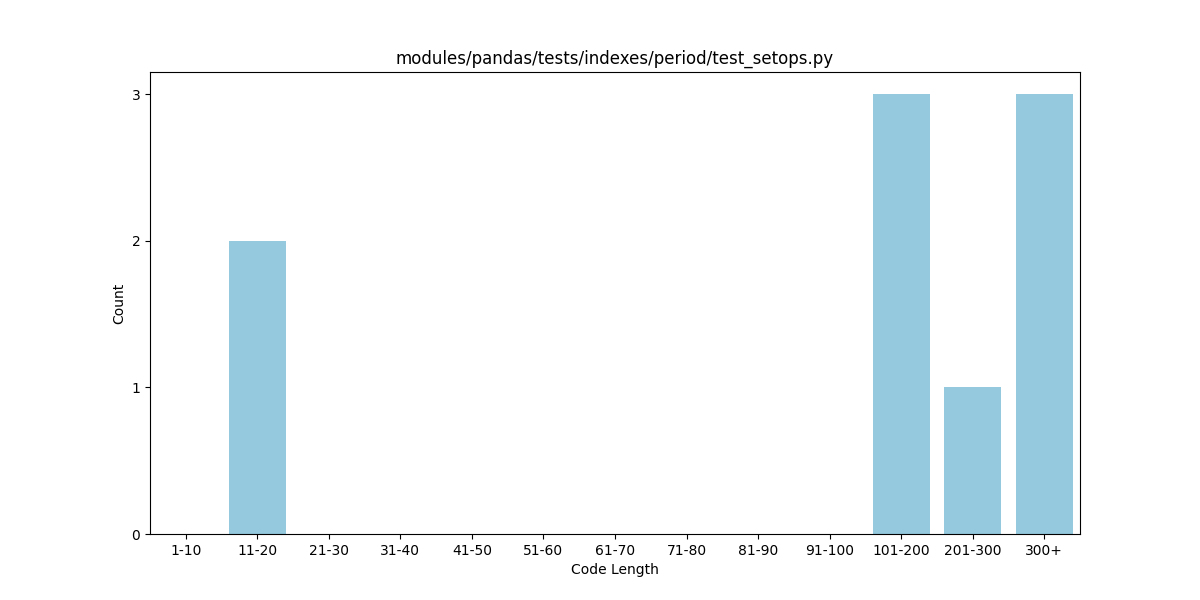 modules/pandas/tests/indexes/period/test_setops.py
Count
3
2
1
0
1-10 11-20 21-30 31-40 41-50 51-60 61-70 71-80 81-90 91-100 101-200 201-300 300+
Code Length